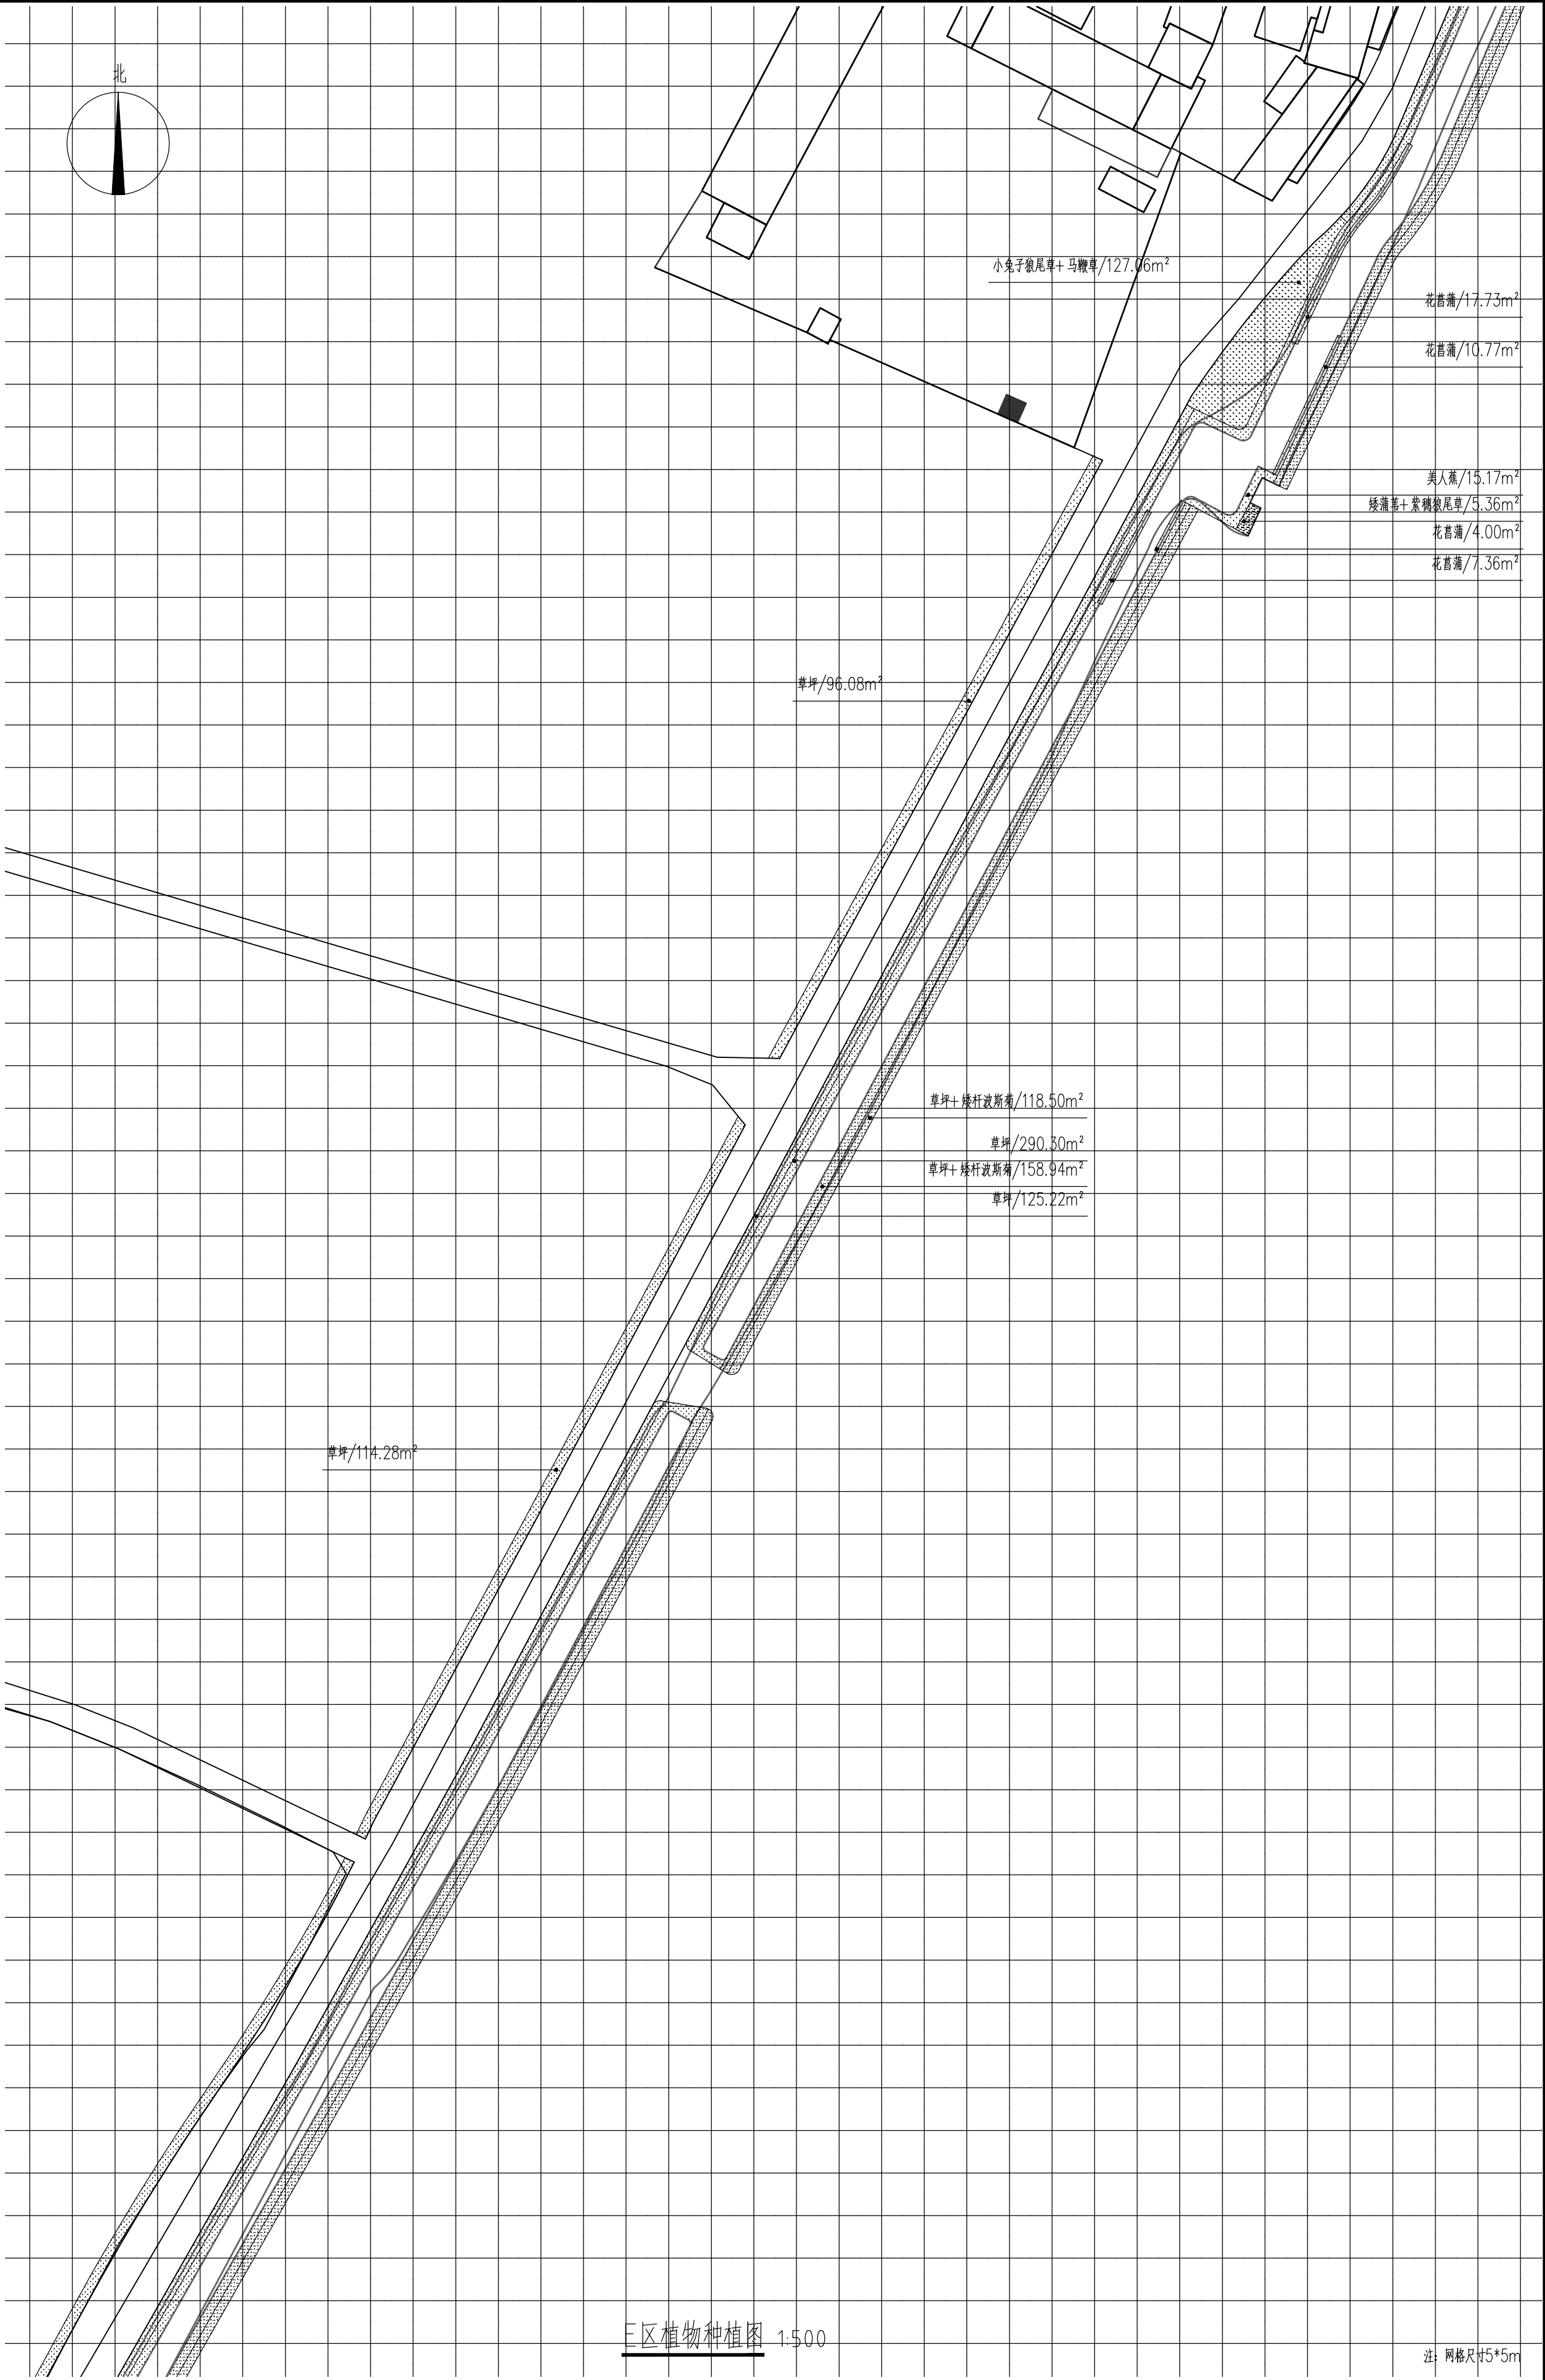 北
小兔子狼尾草+马鞭草/127.06m²
花菖蒲/17.73m²
花菖蒲/10.77m²
美人蕉/15.17m²
矮蒲苇+紫穗狼尾草/5.36m²
花菖蒲/4.00m²
花菖蒲/7.36m²
草坪/96.08m²
草坪+矮杆波斯菊/118.50m²
草坪/290.30m²
草坪+矮杆波斯菊/158.94m²
草坪/125.22m²
草坪/114.28m²
E区植物种植图 1:500
注: 网格尺寸5*5m